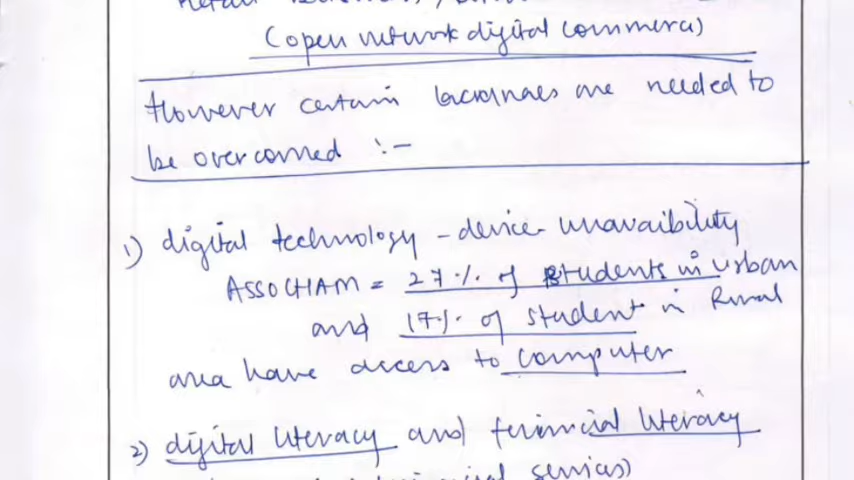 (open network digital commerce)
However certain lacunaes are needed to
be overcomed :-
1) digital technology - device unavaibility
ASSOCHAM = 27% of students in urban
and 17% of student in Rural
area have access to computer
2) digital literacy and financial literacy
services)